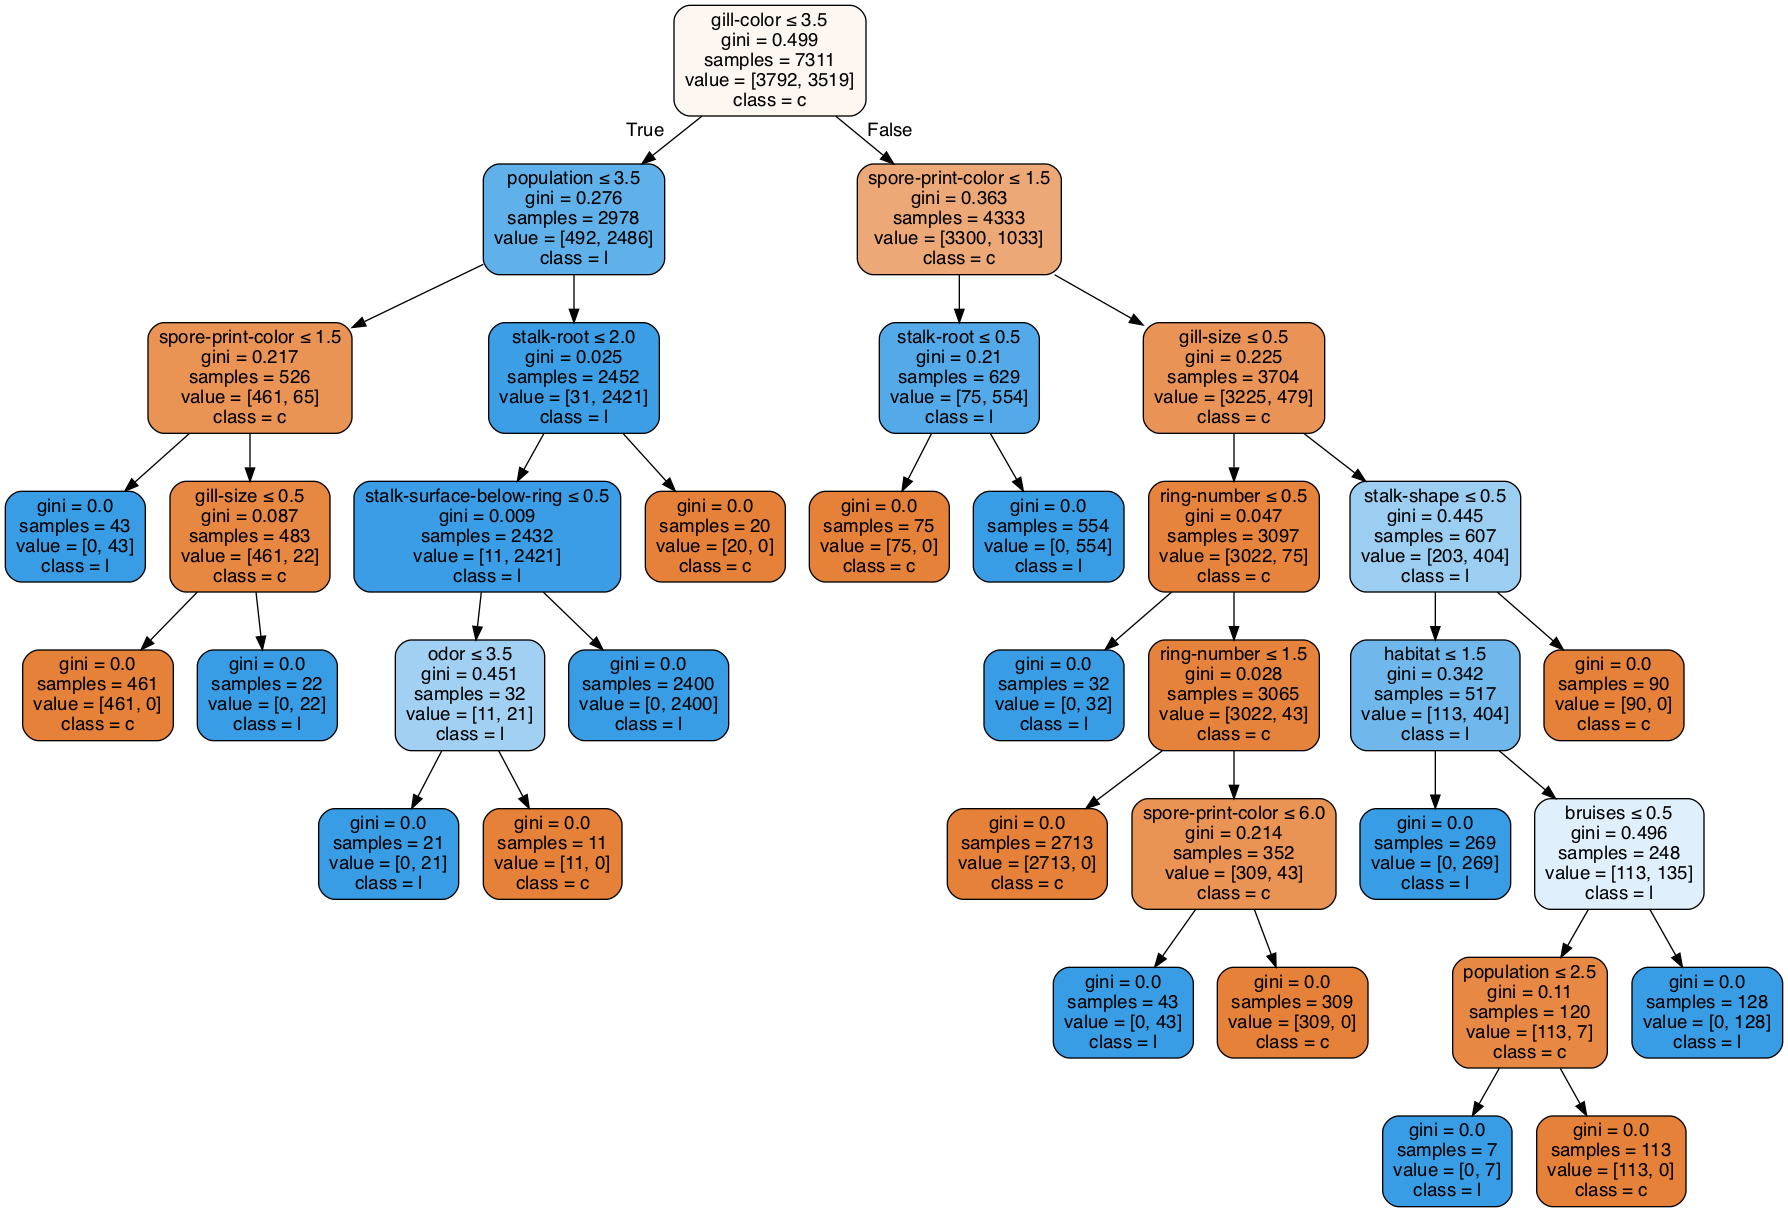 gill-color ≤ 3.5
gini = 0.499
samples = 7311
value = [3792, 3519]
class = c
True
False
population ≤ 3.5
gini = 0.276
samples = 2978
value = [492, 2486]
class = l
spore-print-color ≤ 1.5
gini = 0.363
samples = 4333
value = [3300, 1033]
class = c
spore-print-color ≤ 1.5
gini = 0.217
samples = 526
value = [461, 65]
class = c
stalk-root ≤ 2.0
gini = 0.025
samples = 2452
value = [31, 2421]
class = l
stalk-root ≤ 0.5
gini = 0.21
samples = 629
value = [75, 554]
class = l
gill-size ≤ 0.5
gini = 0.225
samples = 3704
value = [3225, 479]
class = c
gini = 0.0
samples = 43
value = [0, 43]
class = l
gill-size ≤ 0.5
gini = 0.087
samples = 483
value = [461, 22]
class = c
stalk-surface-below-ring ≤ 0.5
gini = 0.009
samples = 2432
value = [11, 2421]
class = l
gini = 0.0
samples = 20
value = [20, 0]
class = c
gini = 0.0
samples = 75
value = [75, 0]
class = c
gini = 0.0
samples = 554
value = [0, 554]
class = l
ring-number ≤ 0.5
gini = 0.047
samples = 3097
value = [3022, 75]
class = c
stalk-shape ≤ 0.5
gini = 0.445
samples = 607
value = [203, 404]
class = l
gini = 0.0
samples = 461
value = [461, 0]
class = c
gini = 0.0
samples = 22
value = [0, 22]
class = l
odor ≤ 3.5
gini = 0.451
samples = 32
value = [11, 21]
class = l
gini = 0.0
samples = 2400
value = [0, 2400]
class = l
gini = 0.0
samples = 32
value = [0, 32]
class = l
ring-number ≤ 1.5
gini = 0.028
samples = 3065
value = [3022, 43]
class = c
habitat ≤ 1.5
gini = 0.342
samples = 517
value = [113, 404]
class = l
gini = 0.0
samples = 90
value = [90, 0]
class = c
gini = 0.0
samples = 21
value = [0, 21]
class = l
gini = 0.0
samples = 11
value = [11, 0]
class = c
gini = 0.0
samples = 2713
value = [2713, 0]
class = c
spore-print-color ≤ 6.0
gini = 0.214
samples = 352
value = [309, 43]
class = c
gini = 0.0
samples = 269
value = [0, 269]
class = l
bruises ≤ 0.5
gini = 0.496
samples = 248
value = [113, 135]
class = l
gini = 0.0
samples = 43
value = [0, 43]
class = l
gini = 0.0
samples = 309
value = [309, 0]
class = c
population ≤ 2.5
gini = 0.11
samples = 120
value = [113, 7]
class = c
gini = 0.0
samples = 128
value = [0, 128]
class = l
gini = 0.0
samples = 7
value = [0, 7]
class = l
gini = 0.0
samples = 113
value = [113, 0]
class = c